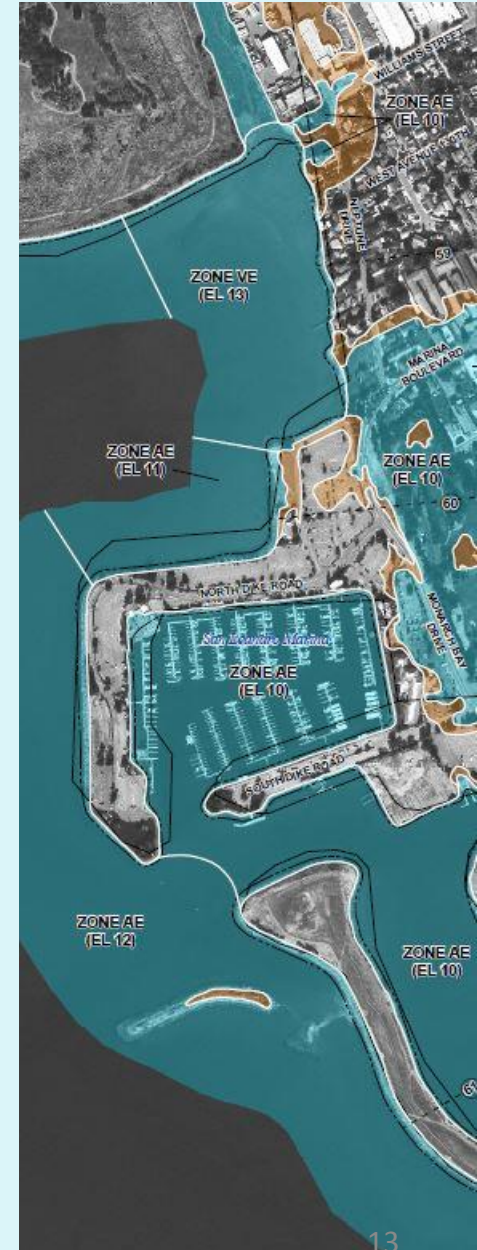 WILLIAMS STREET
ZONE AE
(EL 10)
WEST AVENUE 130TH
NEPTUNE
DRIVE
59
ZONE VE
(EL 13)
MARINA
BOULEVARD
ZONE AE
(EL 11)
ZONE AE
(EL 10)
60
NORTH DIKE ROAD
MONARCH BAY
DRIVE
San Leandro Marina
ZONE AE
(EL 10)
SOUTH DIKE ROAD
ZONE AE
(EL 12)
ZONE AE
(EL 10)
61
13